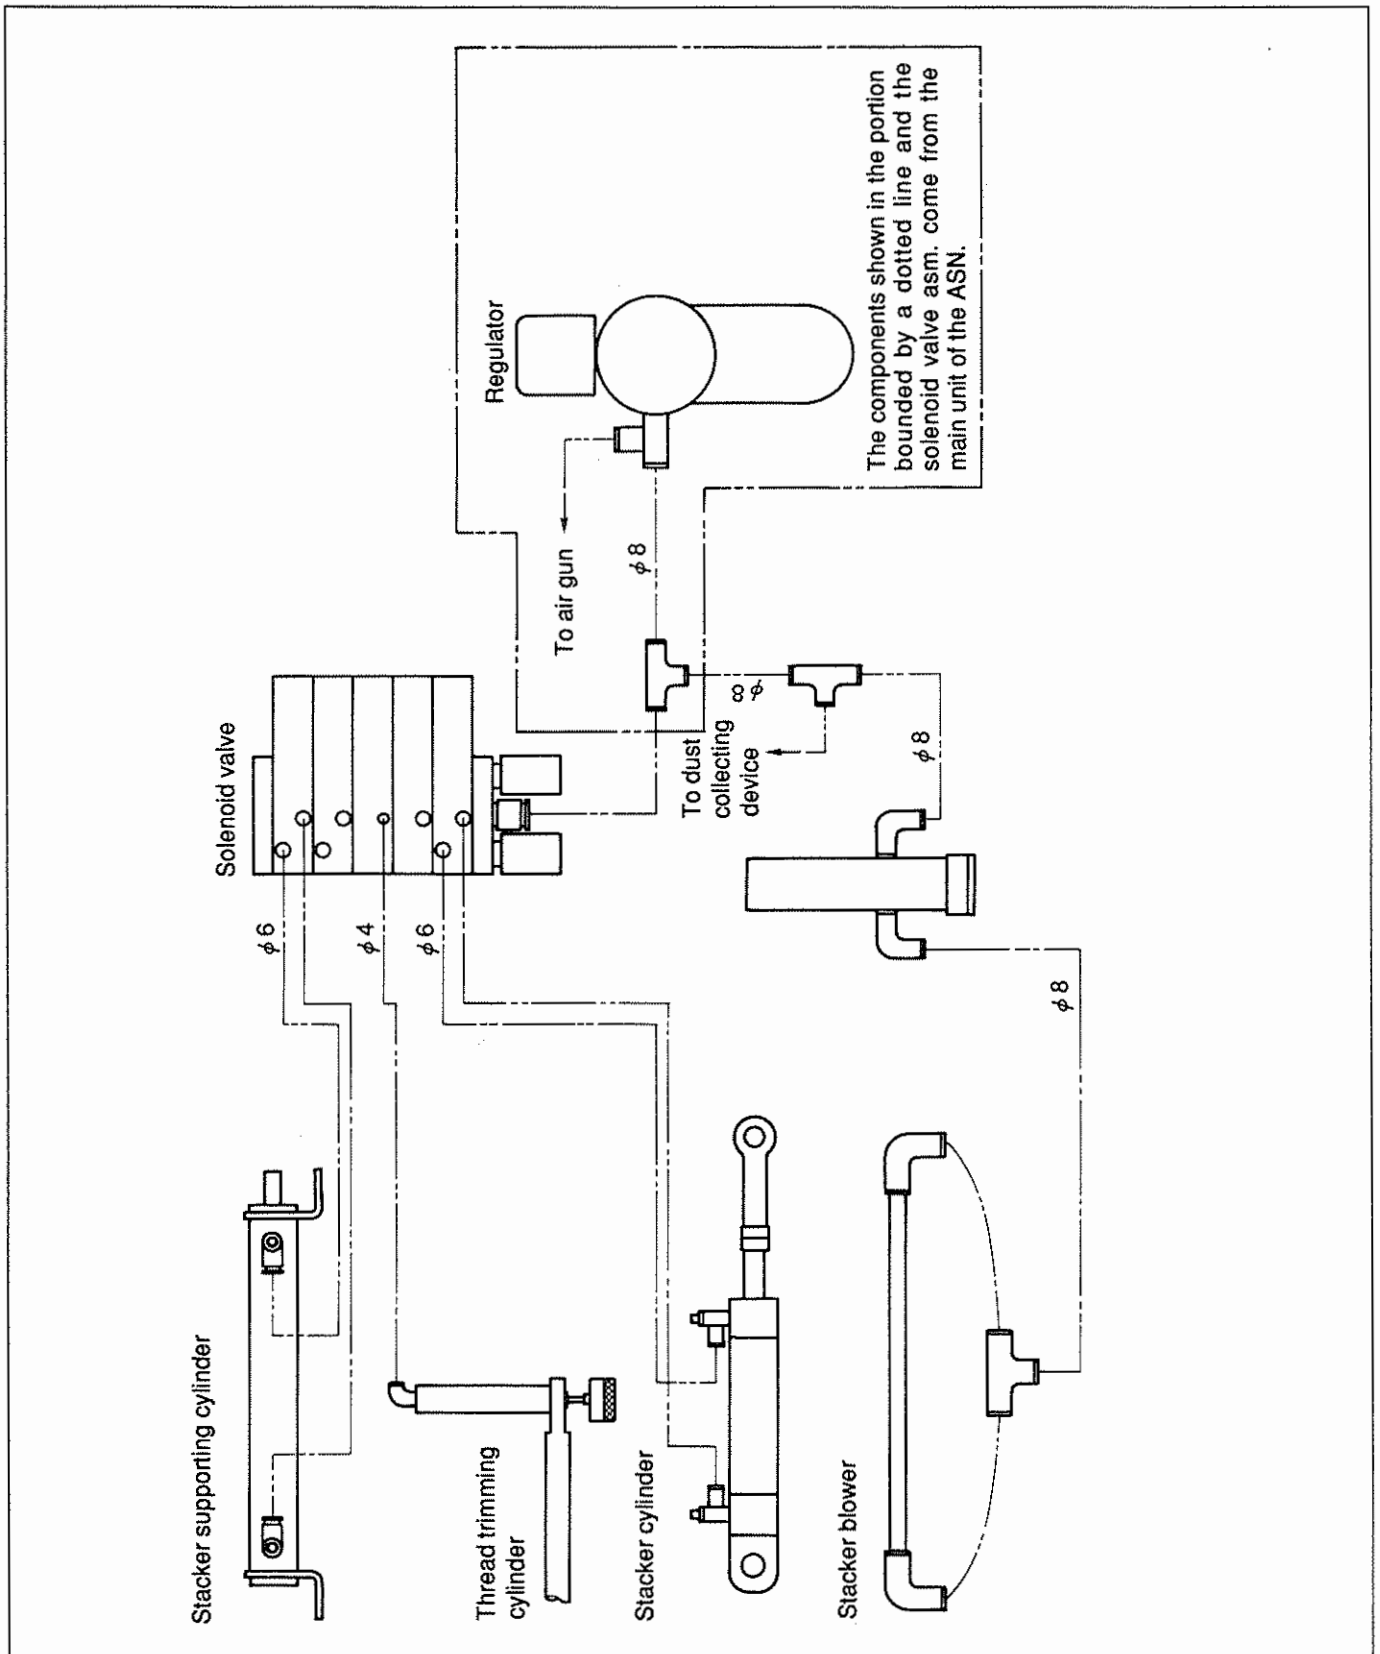 Stacker supporting cylinder
Solenoid valve
φ6
φ4
φ6
Thread trimming
cylinder
Regulator
To air gun
φ8
Stacker cylinder
To dust
collecting
device
φ8
φ8
Stacker blower
φ8
The components shown in the portion
bounded by a dotted line and the
solenoid valve asm. come from the
main unit of the ASN.